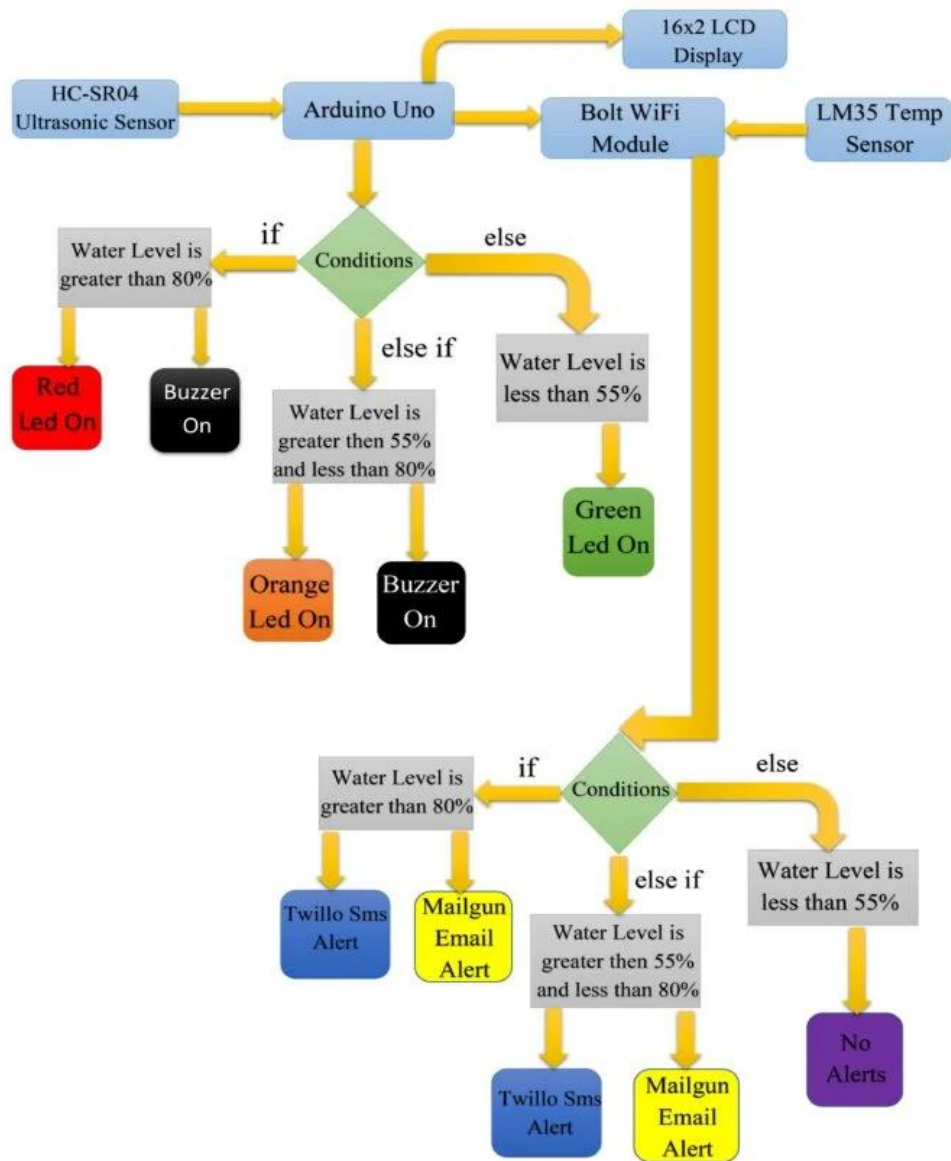 16x2 LCD
Display
HC-SR04
Ultrasonic Sensor
Arduino Uno
Bolt WiFi
Module
LM35 Temp
Sensor
if
Water Level is
greater than 80%
Conditions
else
Red
Led On
Buzzer
On
else if
Water Level is
greater then 55%
and less than 80%
Water Level is
less than 55%
Orange
Led On
Buzzer
On
Green
Led On
if
Water Level is
greater than 80%
Conditions
else
Twillo Sms
Alert
Mailgun
Email
Alert
else if
Water Level is
greater then 55%
and less than 80%
Water Level is
less than 55%
Twillo Sms
Alert
Mailgun
Email
Alert
No
Alerts